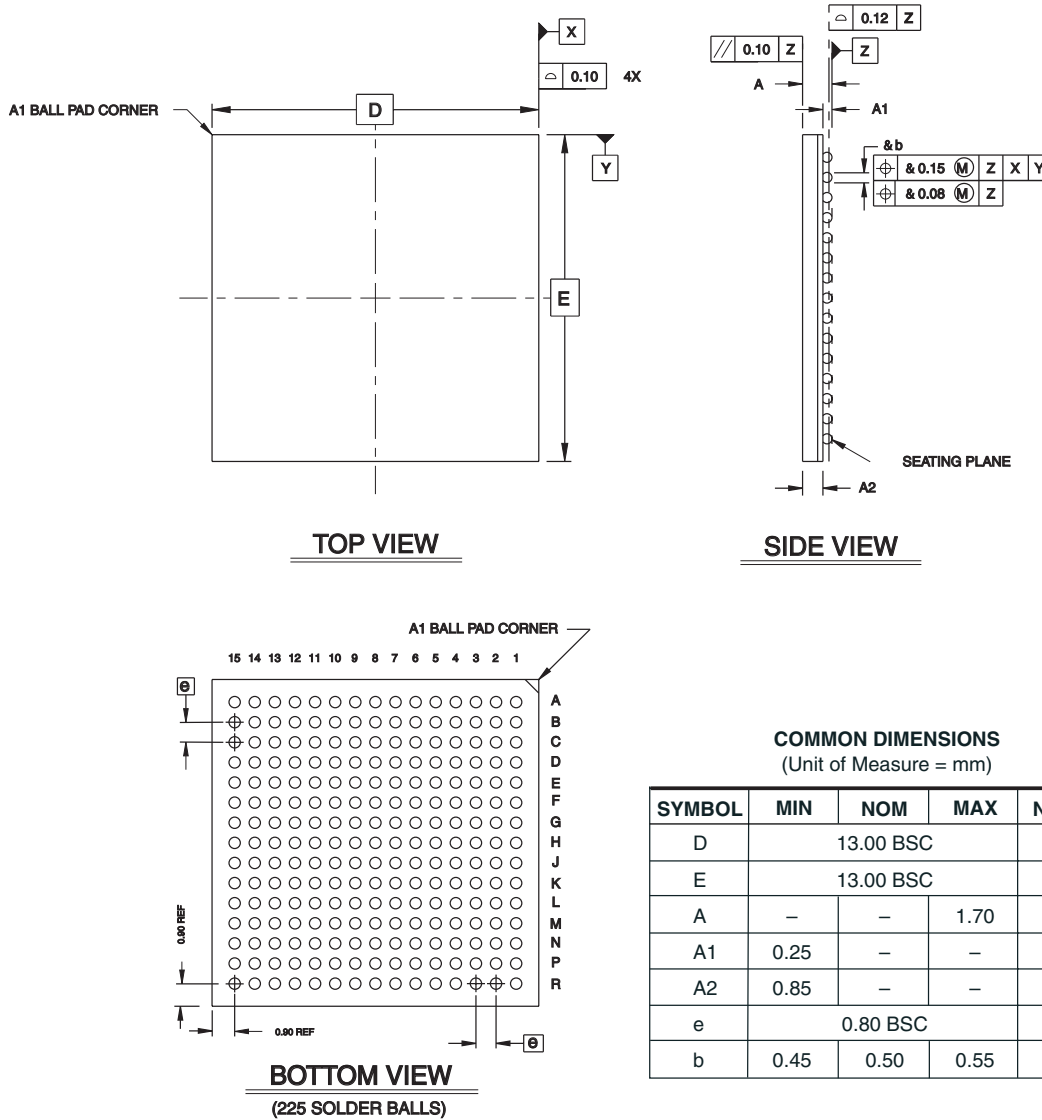 0.12 Z
X
// 0.10 Z
Z
0.10 4X
A
A1 BALL PAD CORNER
D
A1
Y
& b
& 0.15 M Z X Y
& 0.08 M Z
E
SEATING PLANE
A2
TOP VIEW
SIDE VIEW
A1 BALL PAD CORNER
15 14 13 12 11 10 9 8 7 6 5 4 3 2 1
e
A
B
C
D
E
F
G
H
J
K
L
M
N
P
R
0.90 REF
0.90 REF
e
BOTTOM VIEW
(225 SOLDER BALLS)
COMMON DIMENSIONS
(Unit of Measure = mm)
SYMBOL MIN NOM MAX
D 13.00 BSC
E 13.00 BSC
A – – 1.70
A1 0.25 – –
A2 0.85 – –
e 0.80 BSC
b 0.45 0.50 0.55